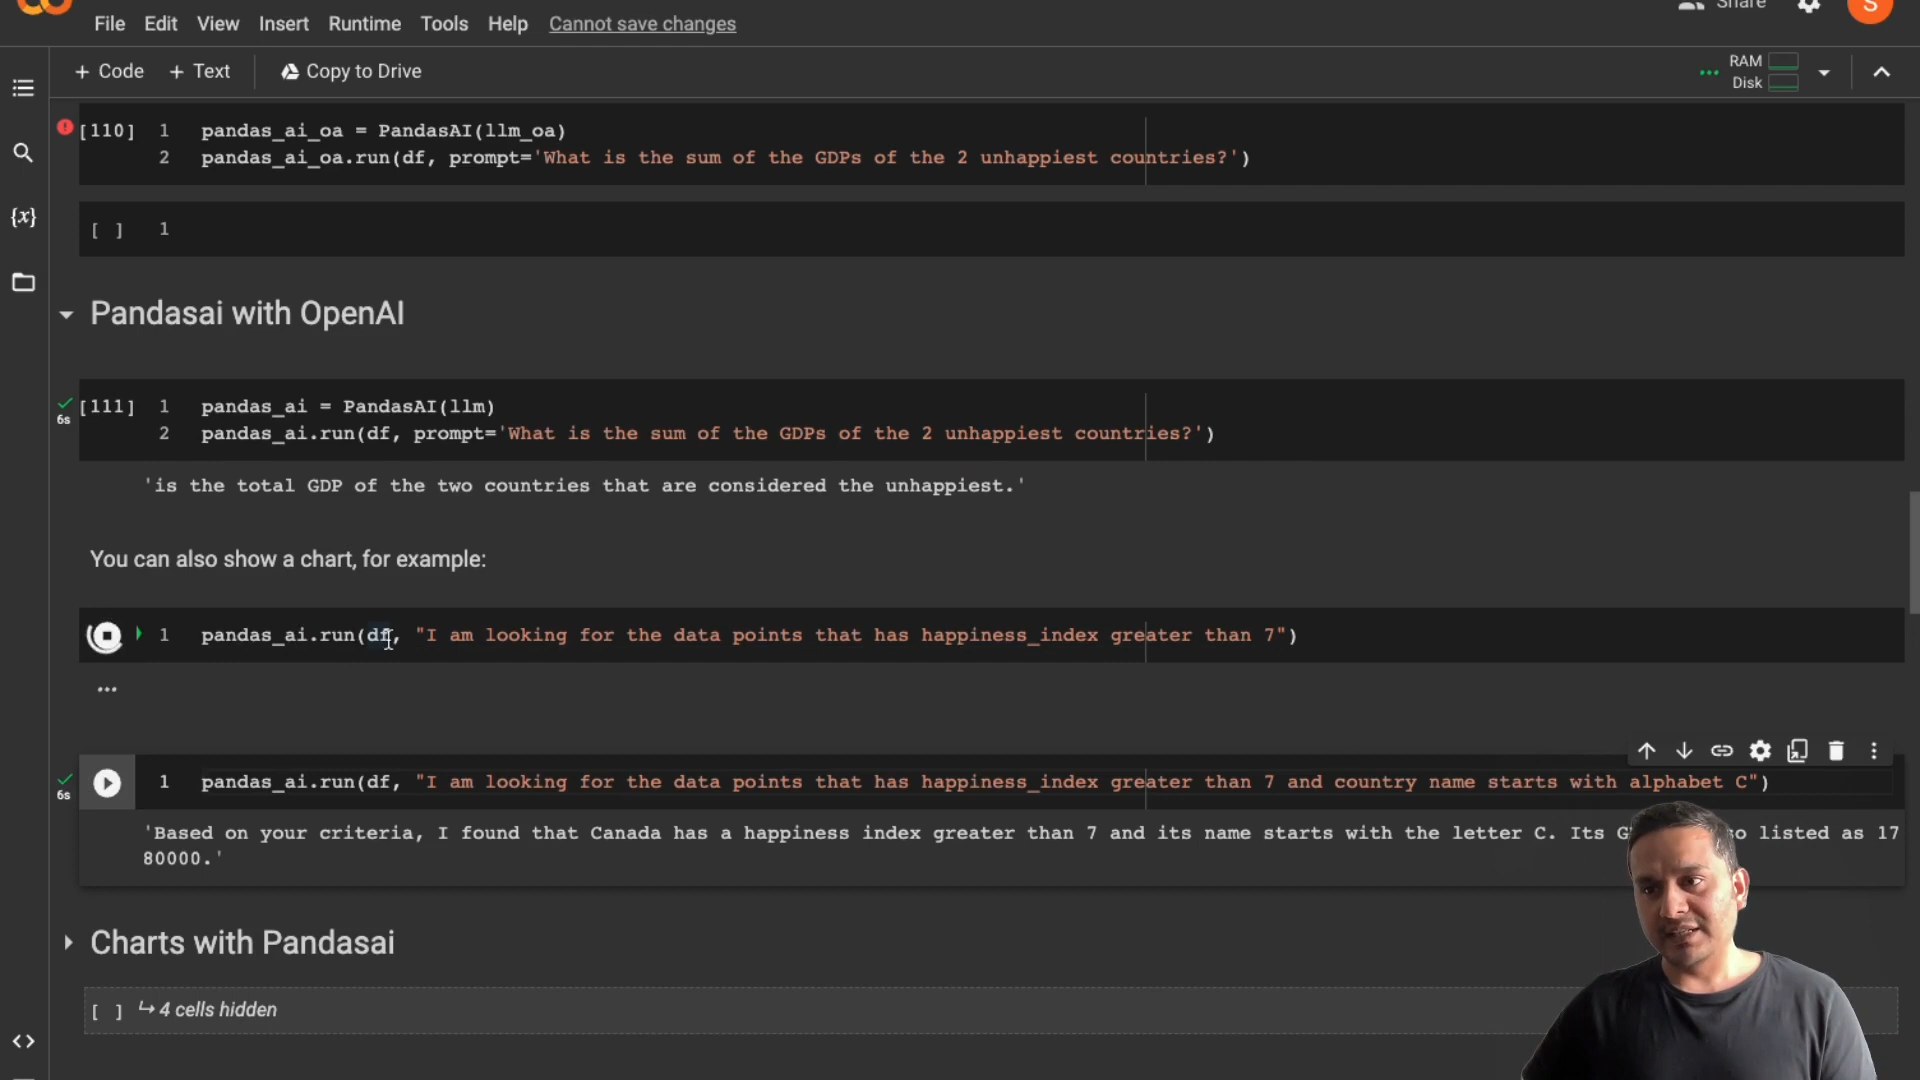 Share
S
File Edit View Insert Runtime Tools Help Cannot save changes
+ Code + Text Copy to Drive
RAM
Disk
[110] 1 pandas_ai_oa = PandasAI(llm_oa)
2 pandas_ai_oa.run(df, prompt='What is the sum of the GDPs of the 2 unhappiest countries?')
[ ] 1
{x}
Pandasai with OpenAI
[111] 1 pandas_ai = PandasAI(llm)
6s
2 pandas_ai.run(df, prompt='What is the sum of the GDPs of the 2 unhappiest countries?')
'is the total GDP of the two countries that are considered the unhappiest.'
You can also show a chart, for example:
1 pandas_ai.run(df, "I am looking for the data points that has happiness_index greater than 7")
...
1 pandas_ai.run(df, "I am looking for the data points that has happiness_index greater than 7 and country name starts with alphabet C")
6s
'Based on your criteria, I found that Canada has a happiness index greater than 7 and its name starts with the letter C. Its listed as 17
80000.'
Charts with Pandasai
[ ] 4 cells hidden
<>